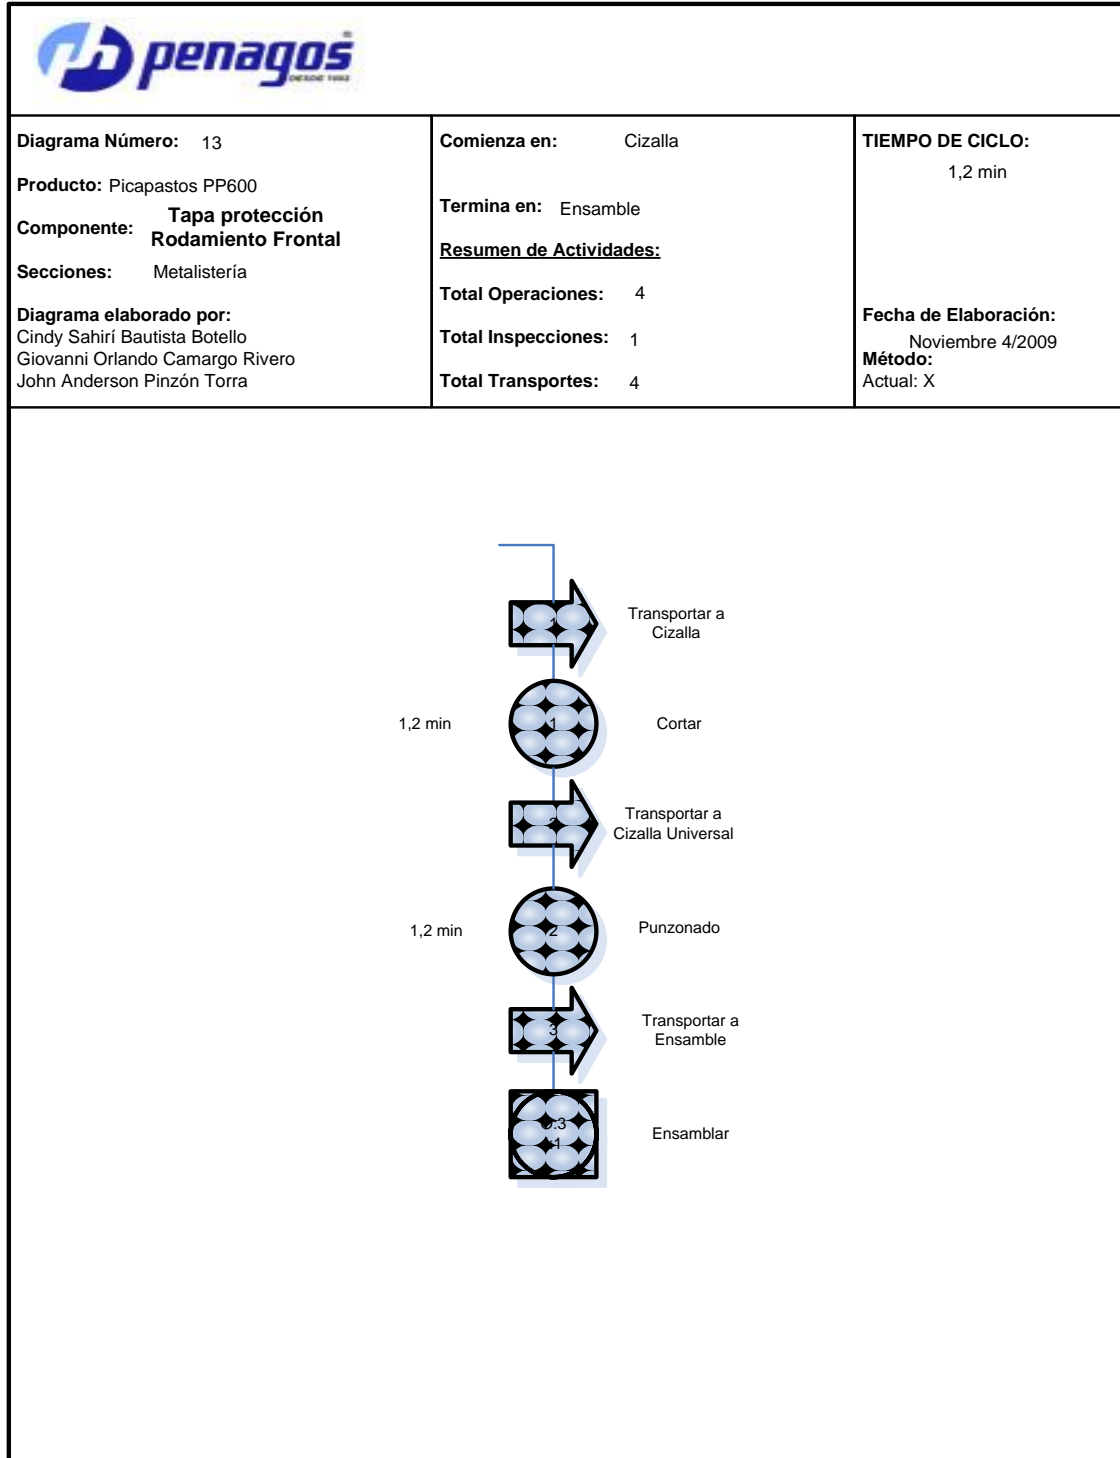 penagos
DESDE 1892
Diagrama Número: 13
Producto: Picapastos PP600
Componente: Tapa protección
Rodamiento Frontal
Secciones: Metalistería
Diagrama elaborado por:
Cindy Sahirí Bautista Botello
Giovanni Orlando Camargo Rivero
John Anderson Pinzón Torra
Comienza en: Cizalla
Termina en: Ensamble
Resumen de Actividades:
Total Operaciones: 4
Total Inspecciones: 1
Total Transportes: 4
TIEMPO DE CICLO:
1,2 min
Fecha de Elaboración:
Noviembre 4/2009
Método:
Actual: X
1
Transportar a
Cizalla
1,2 min
1
Cortar
2
Transportar a
Cizalla Universal
1,2 min
2
Punzonado
3
Transportar a
Ensamble
O:3
I:1
Ensamblar